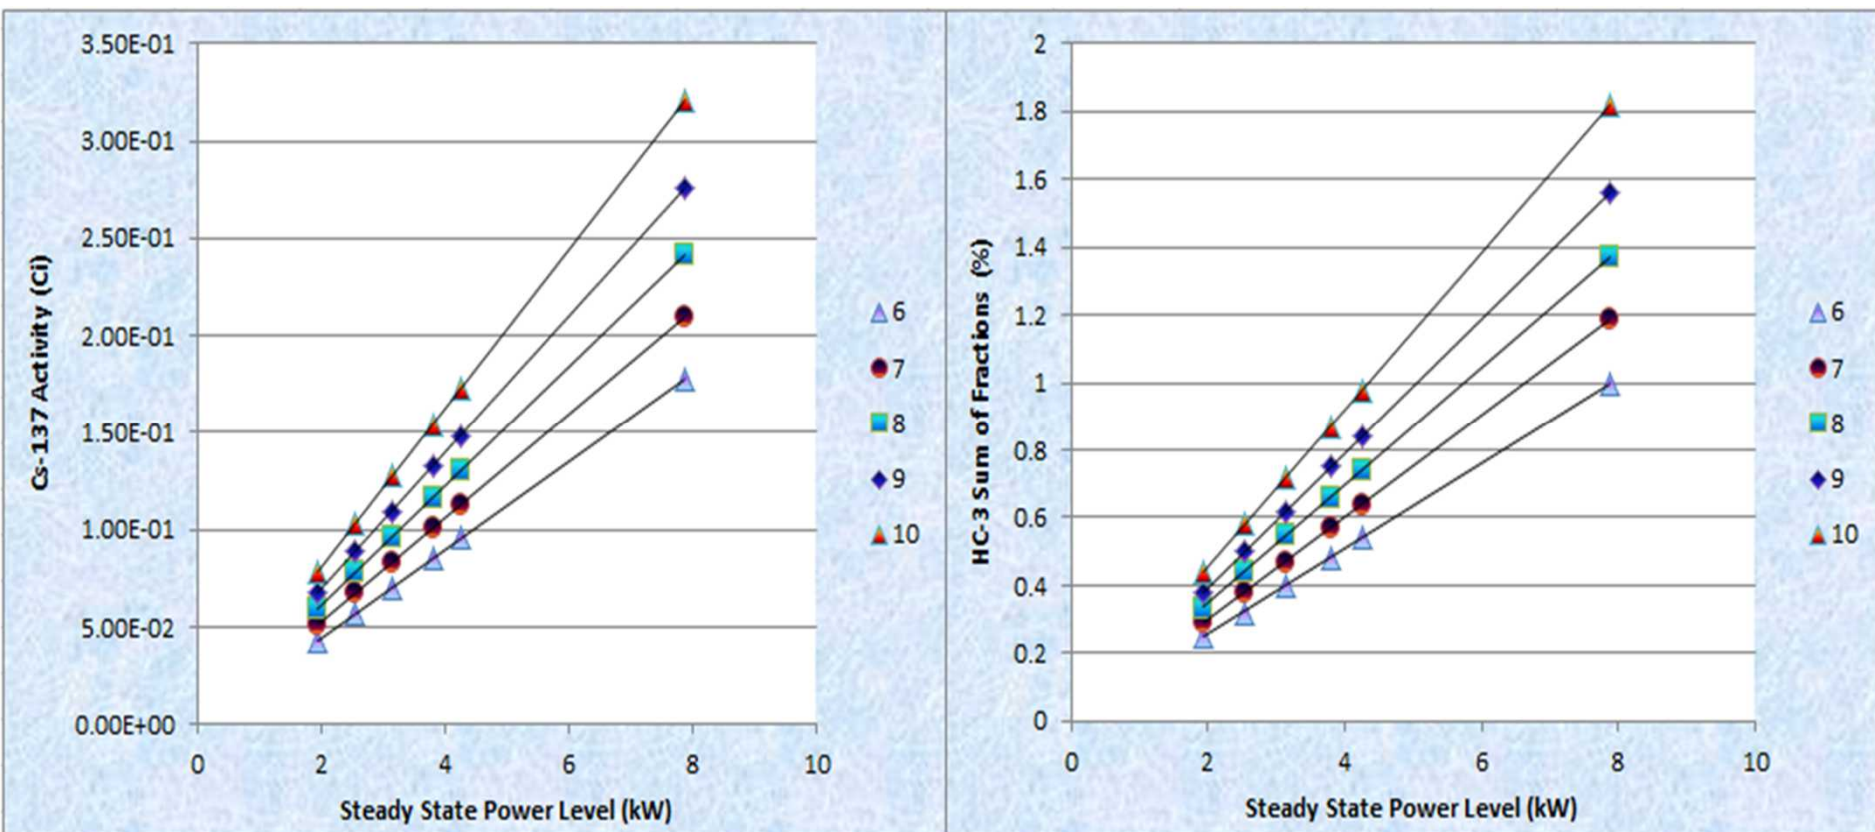 Cs-137 Activity (Ci)
3.50E-01
3.00E-01
2.50E-01
2.00E-01
1.50E-01
1.00E-01
5.00E-02
0.00E+00
0 2 4 6 8 10
Steady State Power Level (kW)
6
7
8
9
10
HC-3 Sum of Fractions (%)
2
1.8
1.6
1.4
1.2
1
0.8
0.6
0.4
0.2
0
0 2 4 6 8 10
Steady State Power Level (kW)
6
7
8
9
10